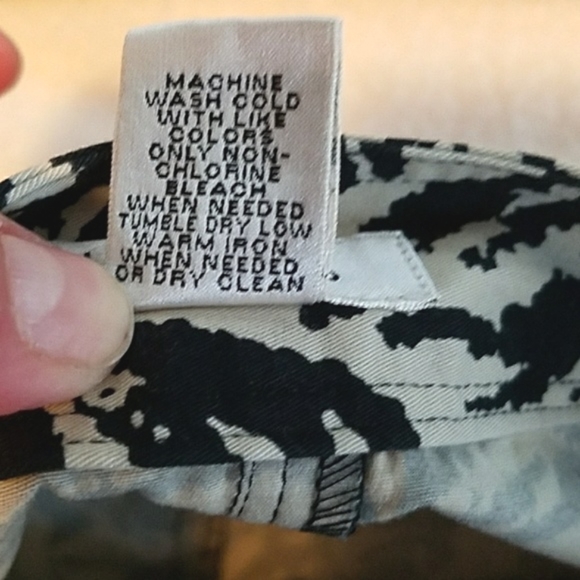 MACHINE
WASH COLD
WITH LIKE
COLORS
ONLY NON-
CHLORINE
BLEACH
WHEN NEEDED
TUMBLE DRY LOW
WARM IRON
WHEN NEEDED
OR DRY CLEAN